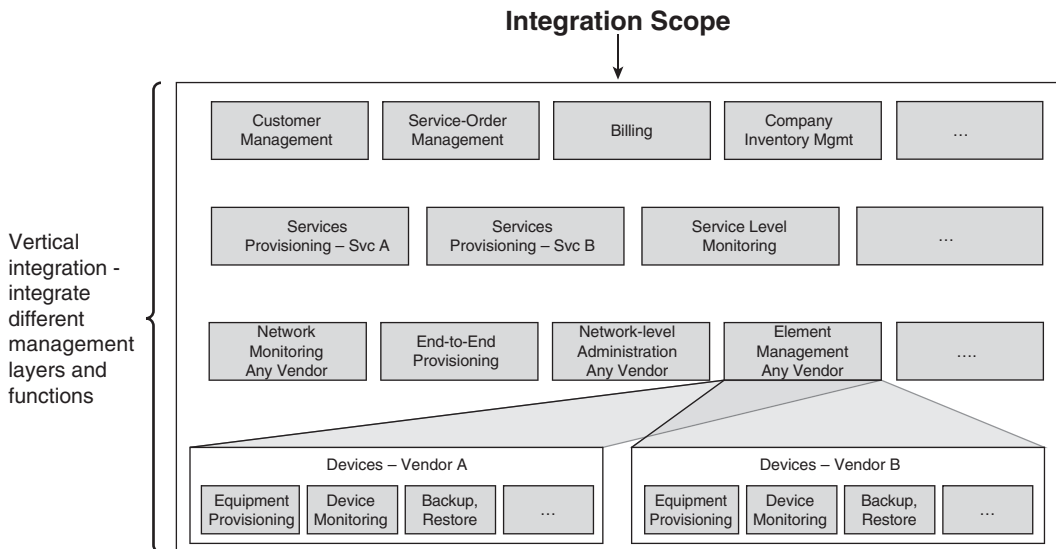 Integration Scope
Customer
Management
Service-Order
Management
Billing
Company
Inventory Mgmt
…
Vertical
integration -
integrate
different
management
layers and
functions
Services
Provisioning – Svc A
Services
Provisioning – Svc B
Service Level
Monitoring
…
Network
Monitoring
Any Vendor
End-to-End
Provisioning
Network-level
Administration
Any Vendor
Element
Management
Any Vendor
….
Devices – Vendor A
Equipment
Provisioning
Device
Monitoring
Backup,
Restore
…
Devices – Vendor B
Equipment
Provisioning
Device
Monitoring
Backup,
Restore
…